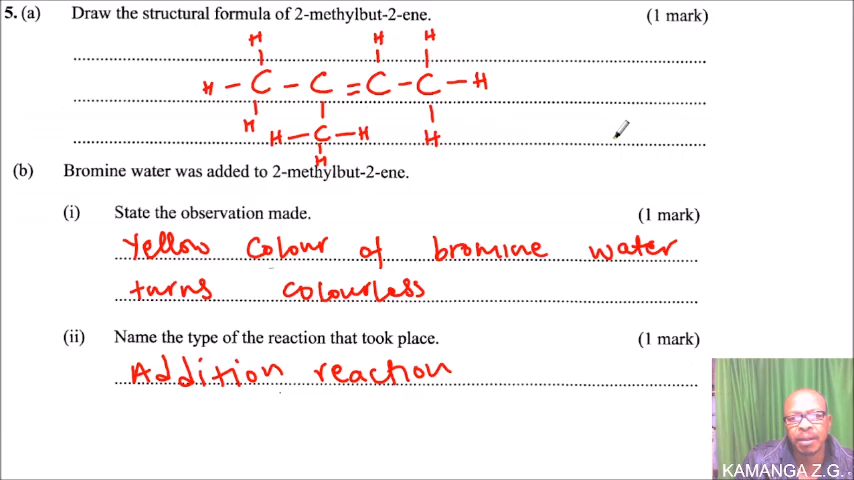 5. (a) Draw the structural formula of 2-methylbut-2-ene. (1 mark)
H H H
H – C – C = C – C – H
H H – C – H H
H
(b) Bromine water was added to 2-methylbut-2-ene.
(i) State the observation made. (1 mark)
Yellow Colour of bromine water
turns colourless
(ii) Name the type of the reaction that took place. (1 mark)
Addition reaction
KAMANGA Z.G.